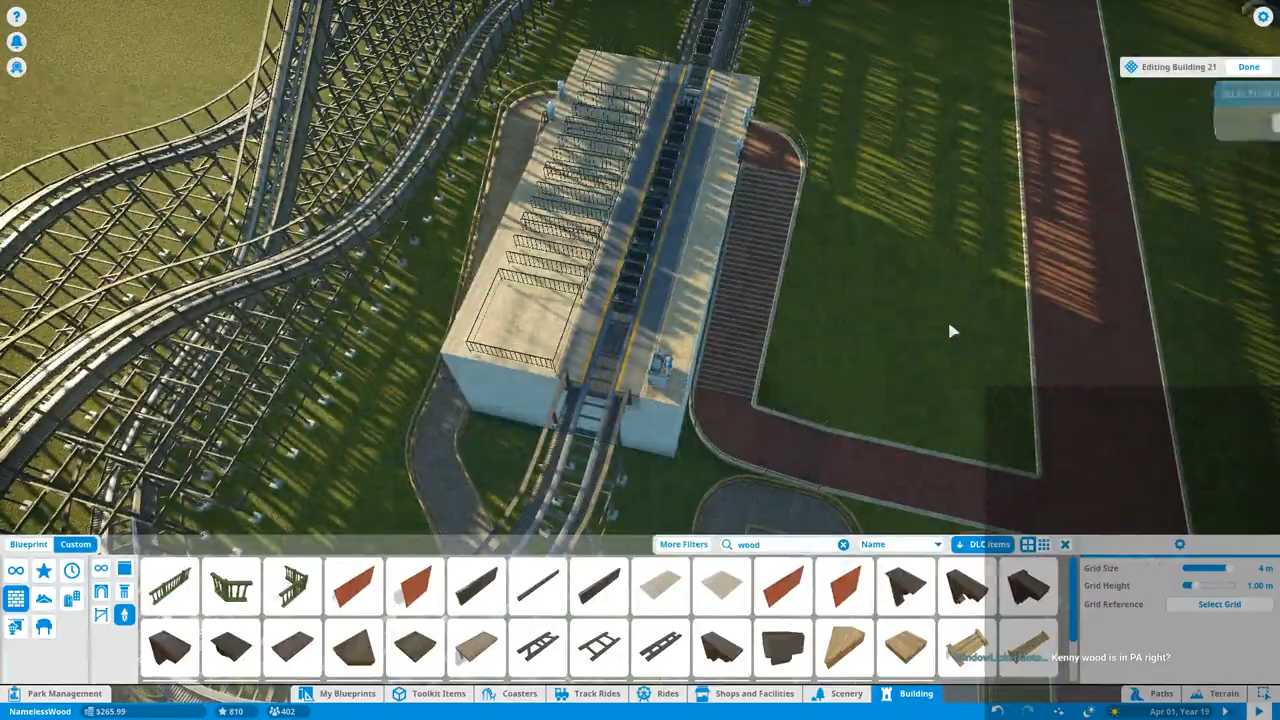 ?
Editing Building 21 Done
Blueprint Custom More Filters wood Name DLC Items
Grid Size 4 m
Grid Height 1.00 m
Grid Reference Select Grid
Kenny wood is in PA right?
Park Management My Blueprints Toolkit Items Coasters Track Rides Rides Shops and Facilities Scenery Building Paths Terrain
NamelessWood $265.99 810 402 Apr 01, Year 19